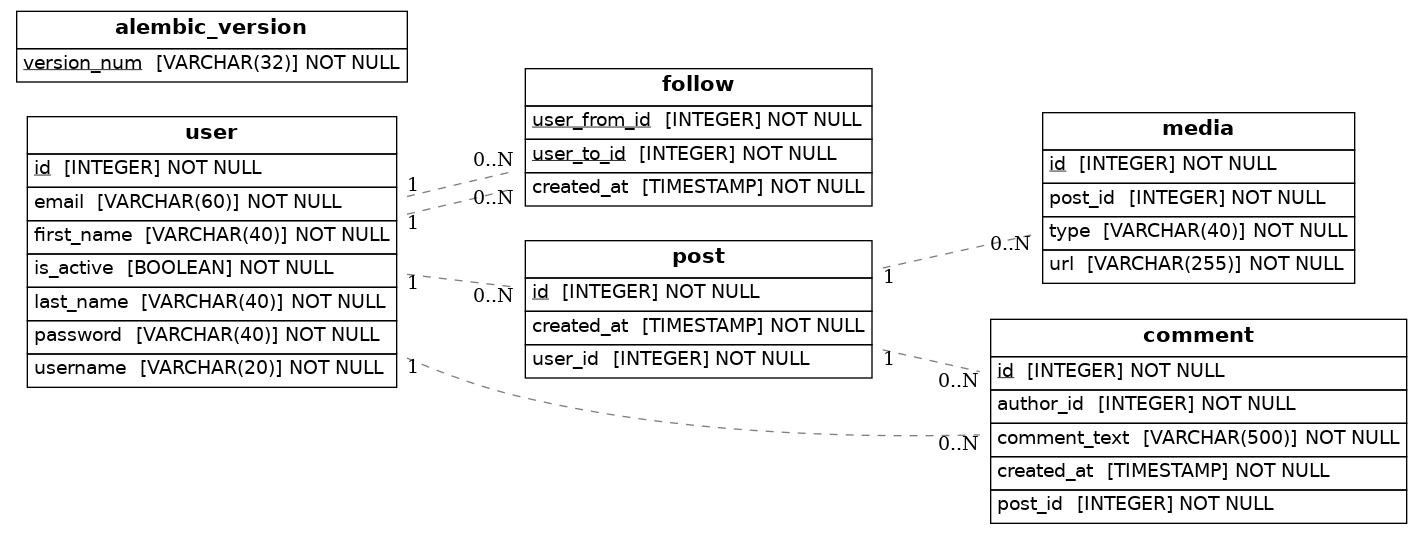 alembic_version
version_num [VARCHAR(32)] NOT NULL
user
id [INTEGER] NOT NULL
email [VARCHAR(60)] NOT NULL
first_name [VARCHAR(40)] NOT NULL
is_active [BOOLEAN] NOT NULL
last_name [VARCHAR(40)] NOT NULL
password [VARCHAR(40)] NOT NULL
username [VARCHAR(20)] NOT NULL
1
0..N
1
0..N
1
0..N
1
0..N
follow
user_from_id [INTEGER] NOT NULL
user_to_id [INTEGER] NOT NULL
created_at [TIMESTAMP] NOT NULL
post
id [INTEGER] NOT NULL
created_at [TIMESTAMP] NOT NULL
user_id [INTEGER] NOT NULL
1
0..N
1
0..N
media
id [INTEGER] NOT NULL
post_id [INTEGER] NOT NULL
type [VARCHAR(40)] NOT NULL
url [VARCHAR(255)] NOT NULL
comment
id [INTEGER] NOT NULL
author_id [INTEGER] NOT NULL
comment_text [VARCHAR(500)] NOT NULL
created_at [TIMESTAMP] NOT NULL
post_id [INTEGER] NOT NULL